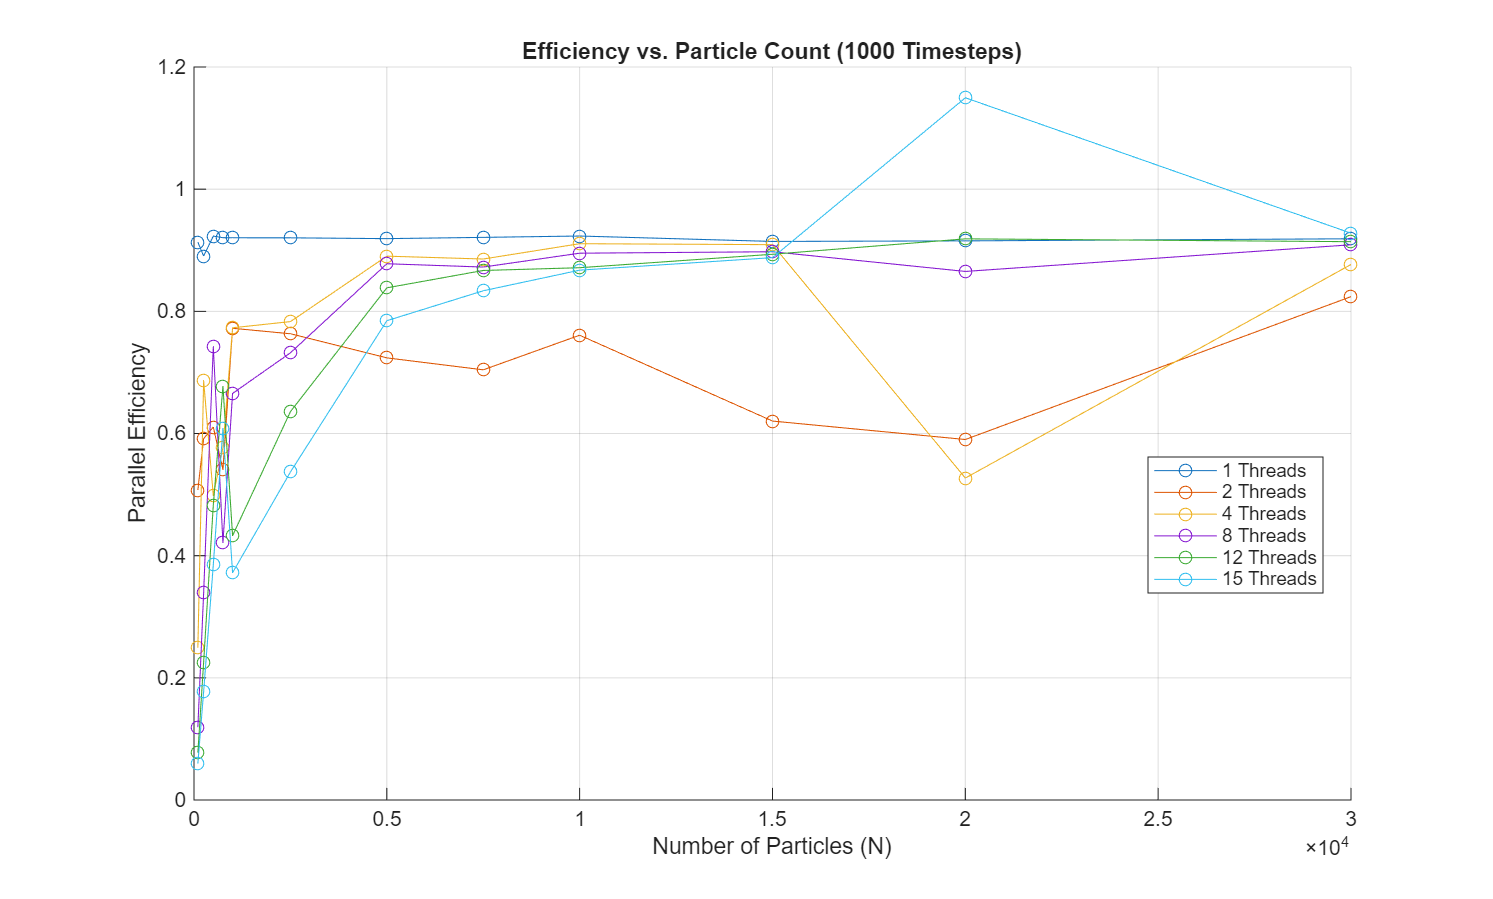 Efficiency vs. Particle Count (1000 Timesteps)
1.2
1
0.8
0.6
0.4
0.2
0
Parallel Efficiency
1 Threads
2 Threads
4 Threads
8 Threads
12 Threads
15 Threads
0 0.5 1 1.5 2 2.5 3
Number of Particles (N)
×10⁴